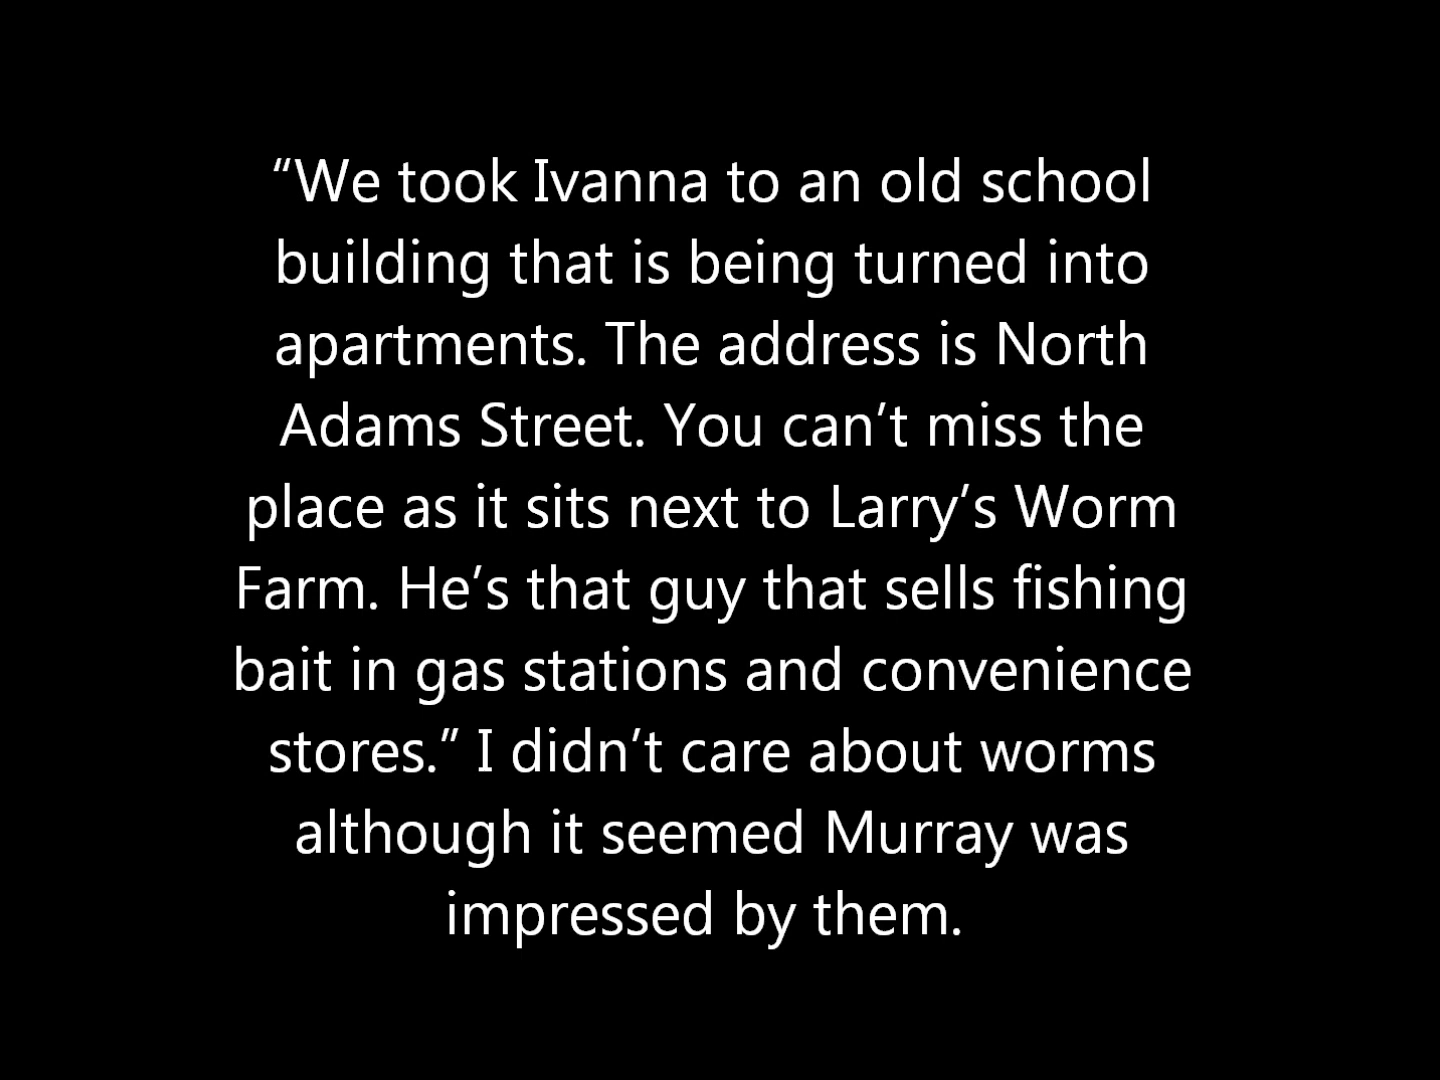 “We took Ivanna to an old school
building that is being turned into
apartments. The address is North
Adams Street. You can’t miss the
place as it sits next to Larry’s Worm
Farm. He’s that guy that sells fishing
bait in gas stations and convenience
stores.” I didn’t care about worms
although it seemed Murray was
impressed by them.